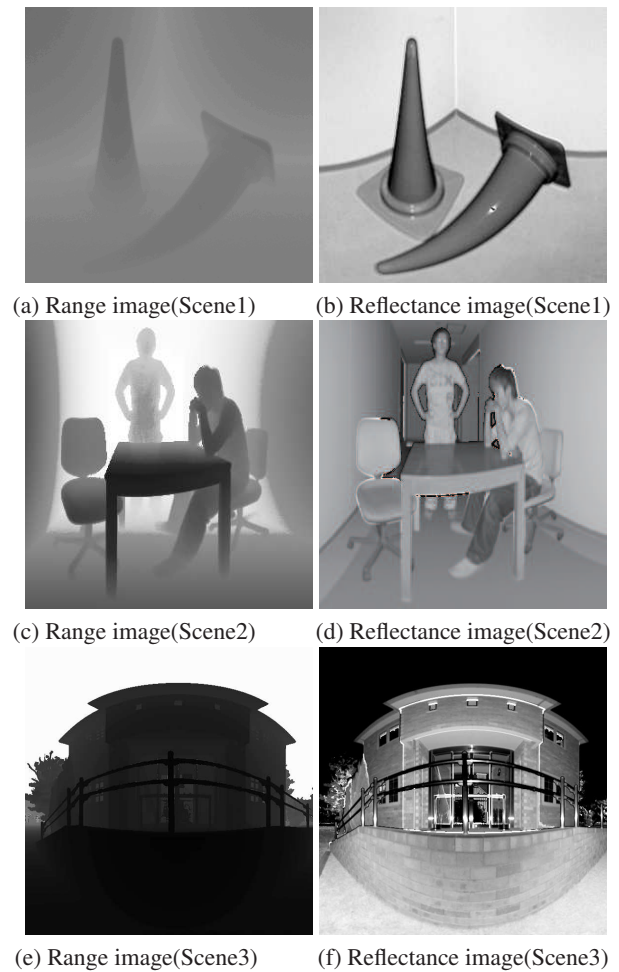 (a) Range image(Scene1) (b) Reflectance image(Scene1)
(c) Range image(Scene2) (d) Reflectance image(Scene2)
(e) Range image(Scene3) (f) Reflectance image(Scene3)